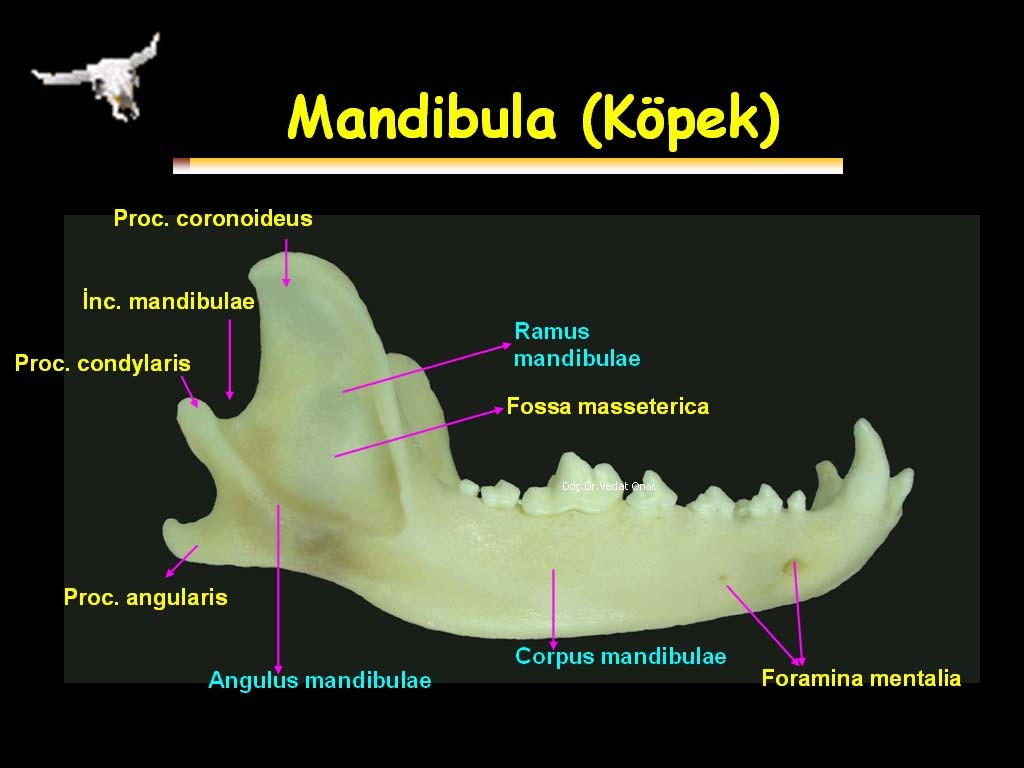 Mandibula (Köpek)
Proc. coronoideus
İnc. mandibulae
Proc. condylaris
Ramus
mandibulae
Fossa masseterica
Doç.Dr.Vedat Onar
Proc. angularis
Angulus mandibulae
Corpus mandibulae
Foramina mentalia